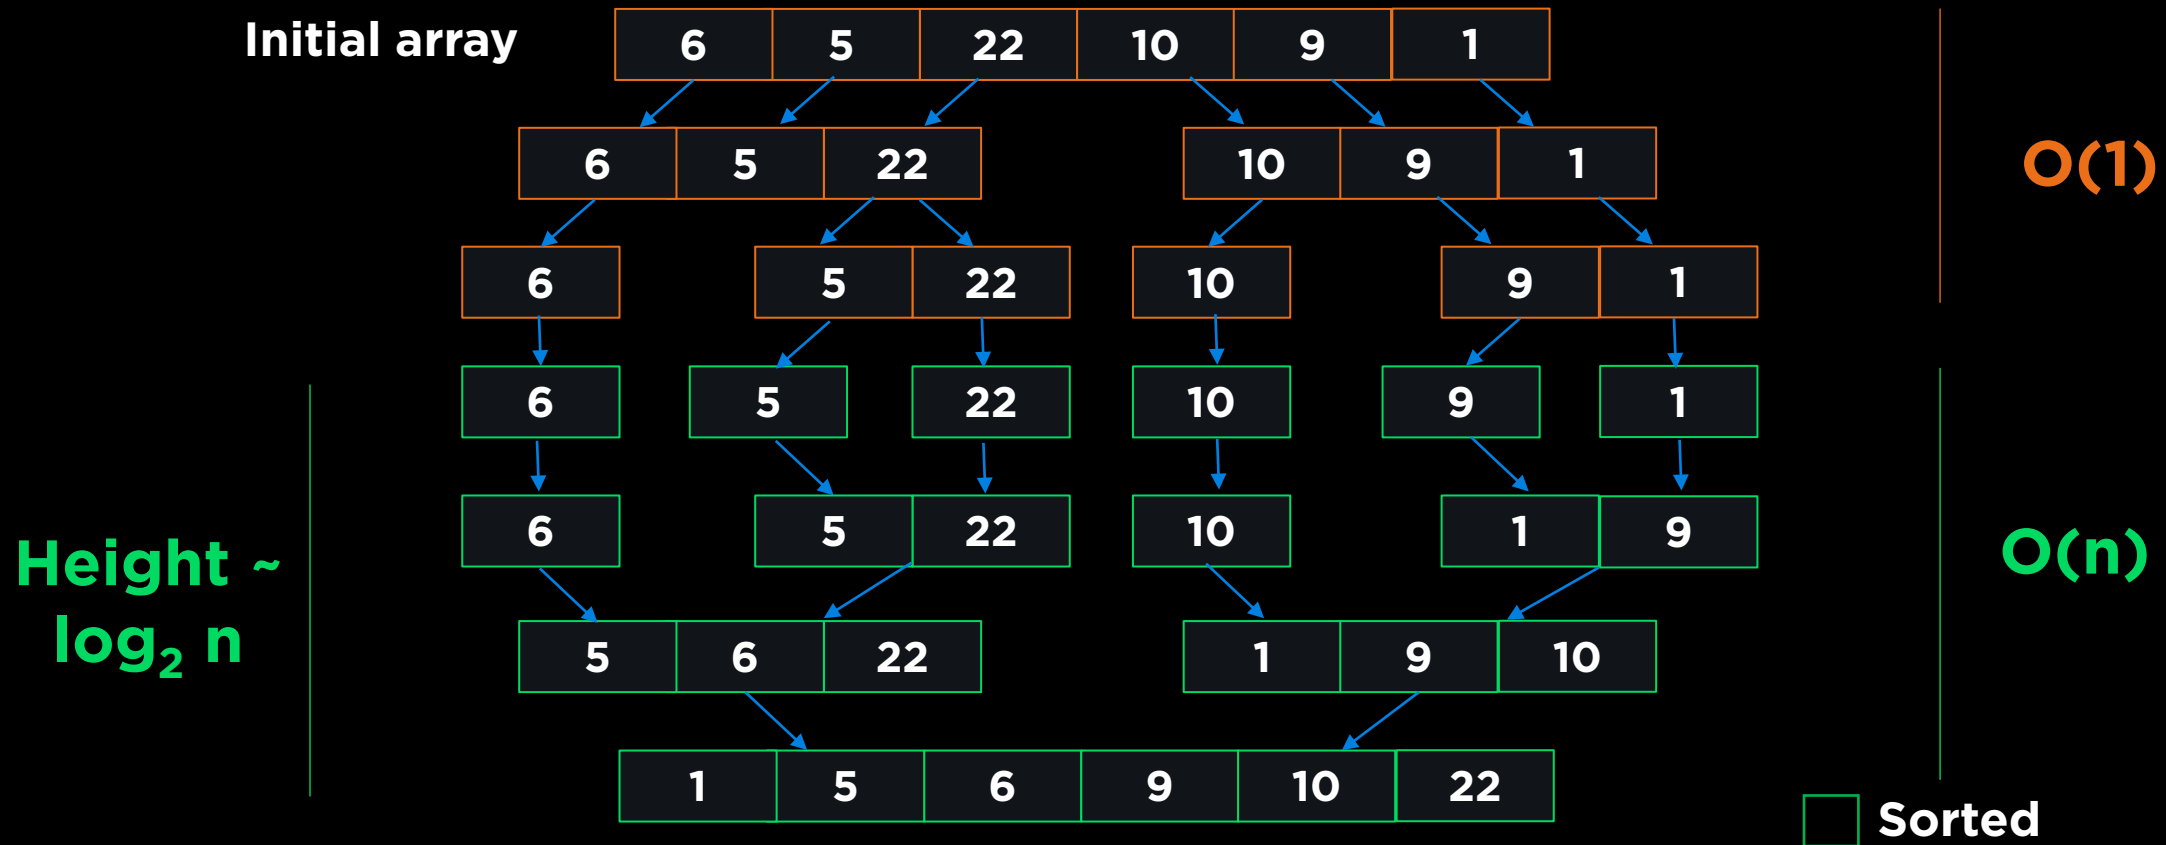 Initial array
6 5 22 10 9 1
6 5 22 10 9 1
O(1)
6 5 22 10 9 1
6 5 22 10 9 1
6 5 22 10 1 9
Height ~
log₂ n
O(n)
5 6 22 1 9 10
1 5 6 9 10 22
Sorted